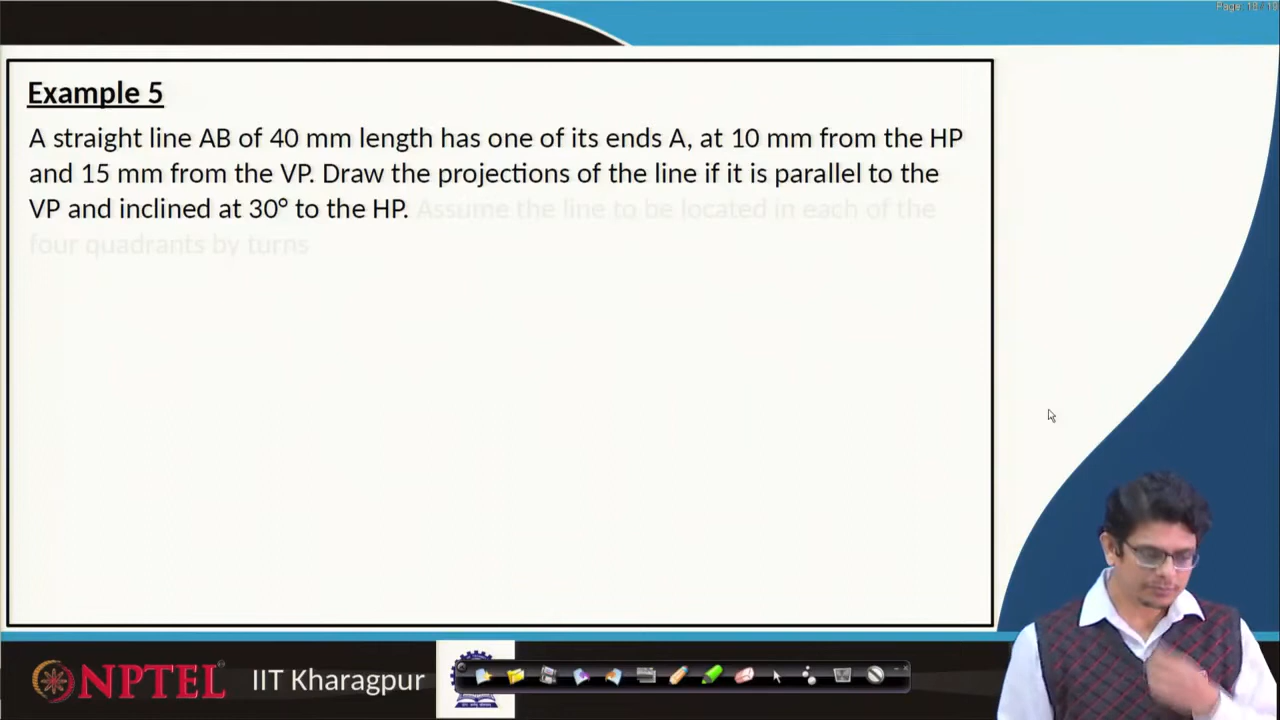 Page: 18 / 19
Example 5
A straight line AB of 40 mm length has one of its ends A, at 10 mm from the HP
and 15 mm from the VP. Draw the projections of the line if it is parallel to the
VP and inclined at 30° to the HP. Assume the line to be located in each of the
four quadrants by turns
NPTEL IIT Kharagpur